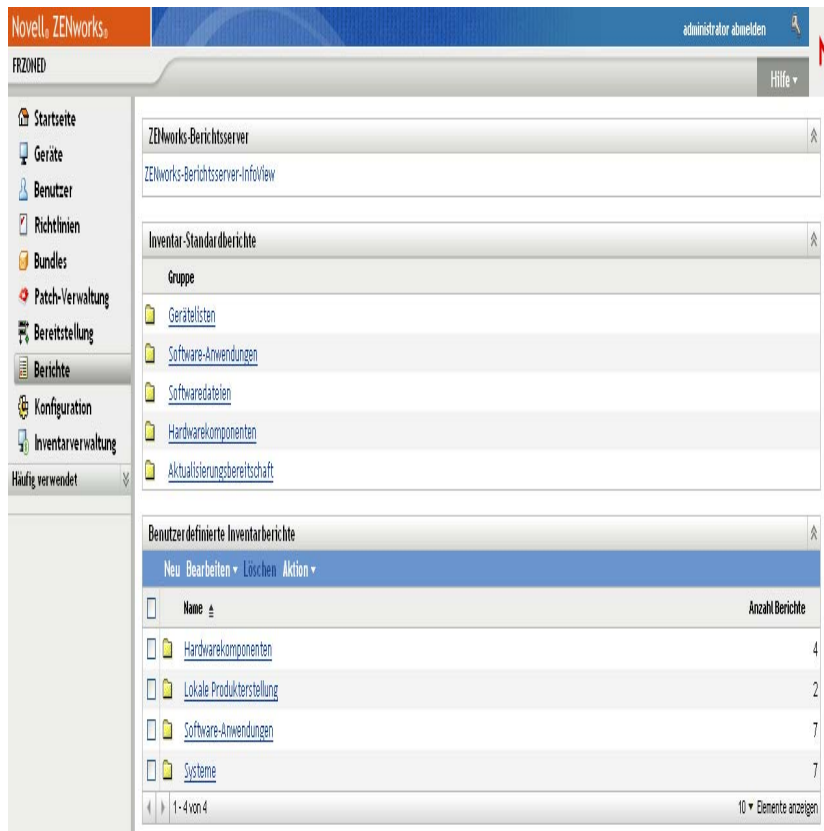 Novell® ZENworks®
administrator abmelden
FRZONED
Hilfe
Startseite
Geräte
Benutzer
Richtlinien
Bundles
Patch-Verwaltung
Bereitstellung
Berichte
Konfiguration
Inventarverwaltung
Häufig verwendet
ZENworks-Berichtsserver
ZENworks-Berichtsserver-InfoView
Inventar-Standardberichte
Gruppe
Gerätelisten
Software-Anwendungen
Softwaredateien
Hardwarekomponenten
Aktualisierungsbereitschaft
Benutzerdefinierte Inventarberichte
Neu Bearbeiten Löschen Aktion
Name Anzahl Berichte
Hardwarekomponenten 4
Lokale Produkterstellung 2
Software-Anwendungen 7
Systeme 7
1 - 4 von 4 10 Elemente anzeigen